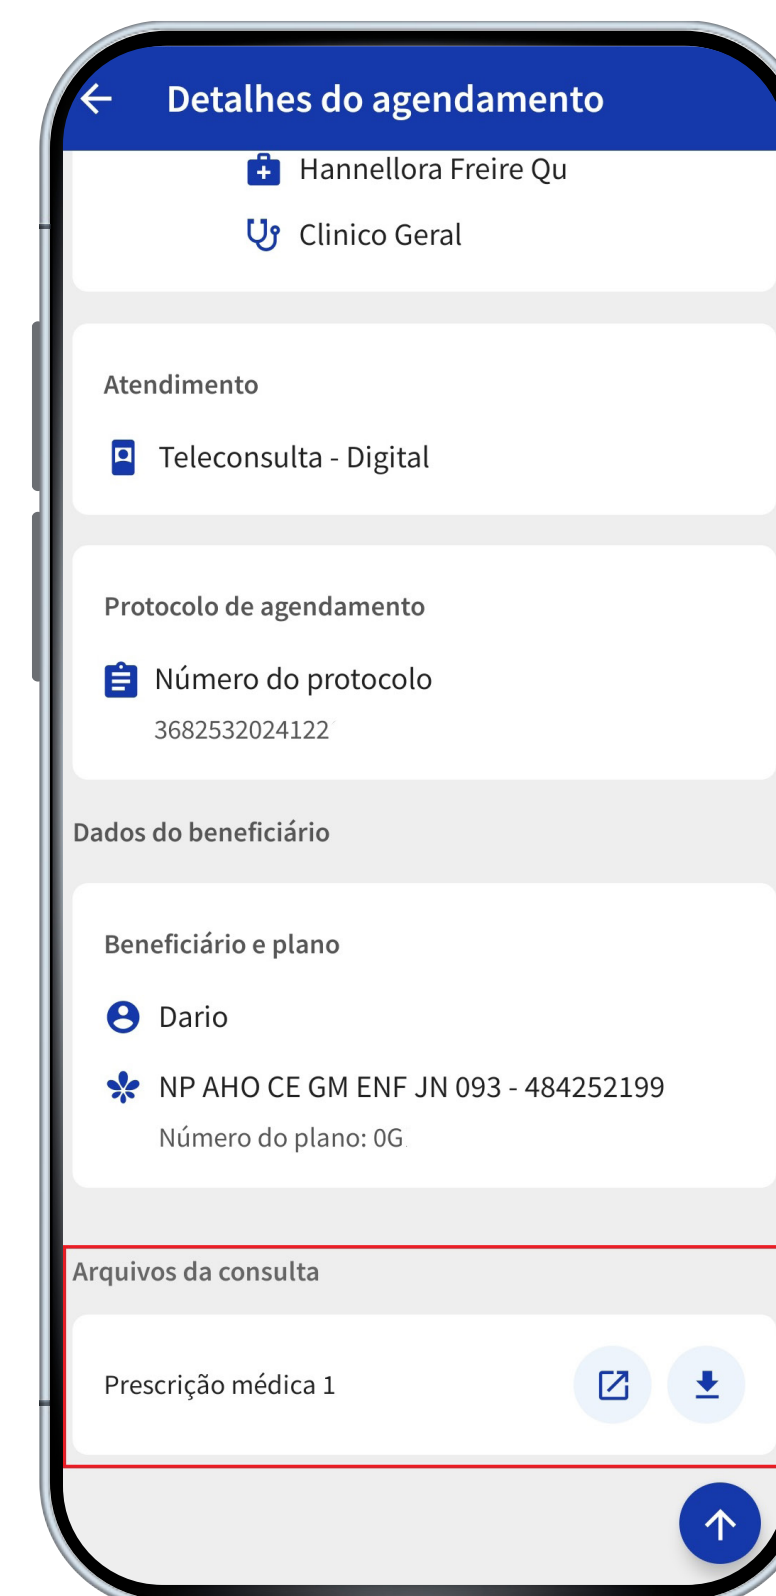 Detalhes do agendamento
Hannellora Freire Qu
Clinico Geral
Atendimento
Teleconsulta - Digital
Protocolo de agendamento
Número do protocolo
3682532024122
Dados do beneficiário
Beneficiário e plano
Dario
NP AHO CE GM ENF JN 093 - 484252199
Número do plano: 0G
Arquivos da consulta
Prescrição médica 1